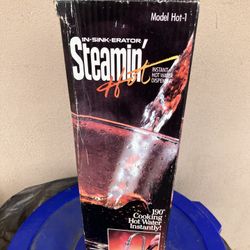 Model Hot-1
IN-SINK-ERATOR
Steamin'
Hot
INSTANT
HOT WATER
DISPENSER
190°
Cooking
Hot Water
Instantly!